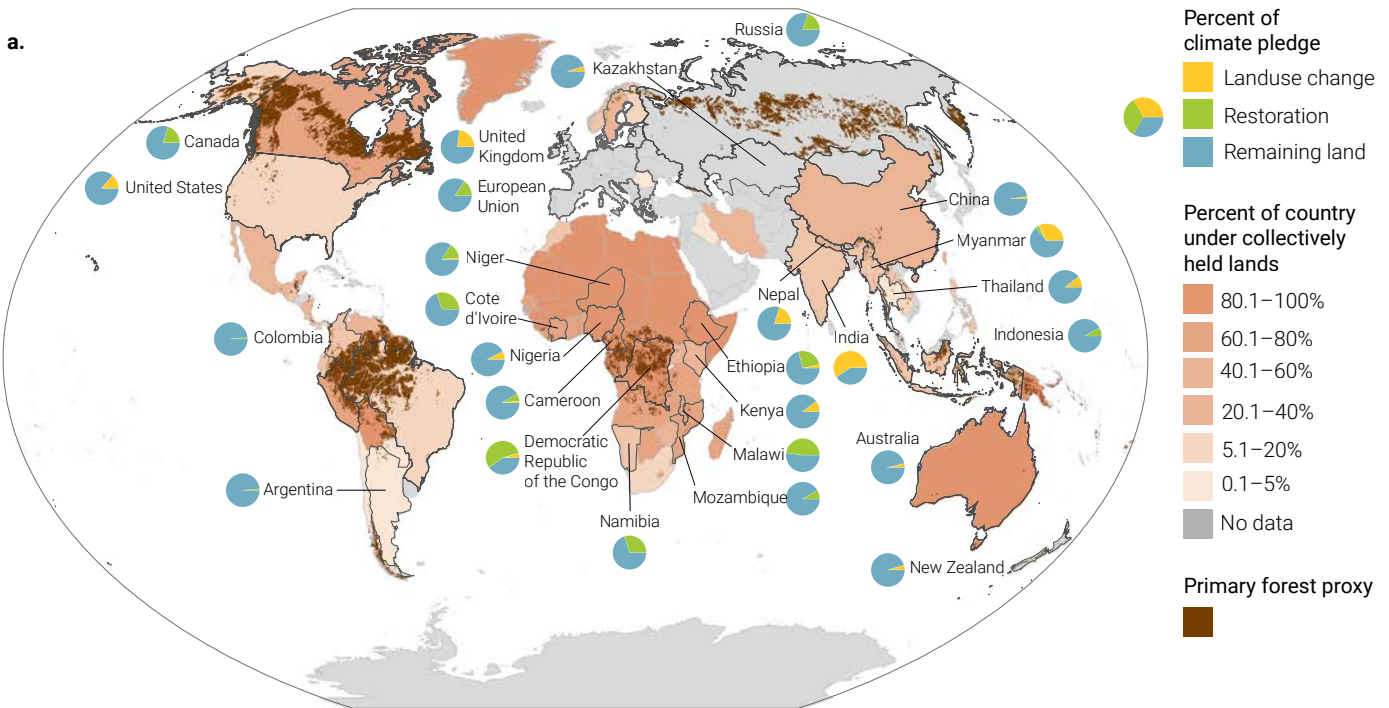 a.
Russia
Kazakhstan
Canada
United
Kingdom
United States
European
Union
China
Myanmar
Niger
Thailand
Nepal
Cote
d'Ivoire
Indonesia
Colombia
India
Nigeria
Ethiopia
Cameroon
Kenya
Democratic
Republic
of the Congo
Malawi
Australia
Argentina
Mozambique
Namibia
New Zealand
Percent of
climate pledge
Landuse change
Restoration
Remaining land
Percent of country
under collectively
held lands
80.1–100%
60.1–80%
40.1–60%
20.1–40%
5.1–20%
0.1–5%
No data
Primary forest proxy